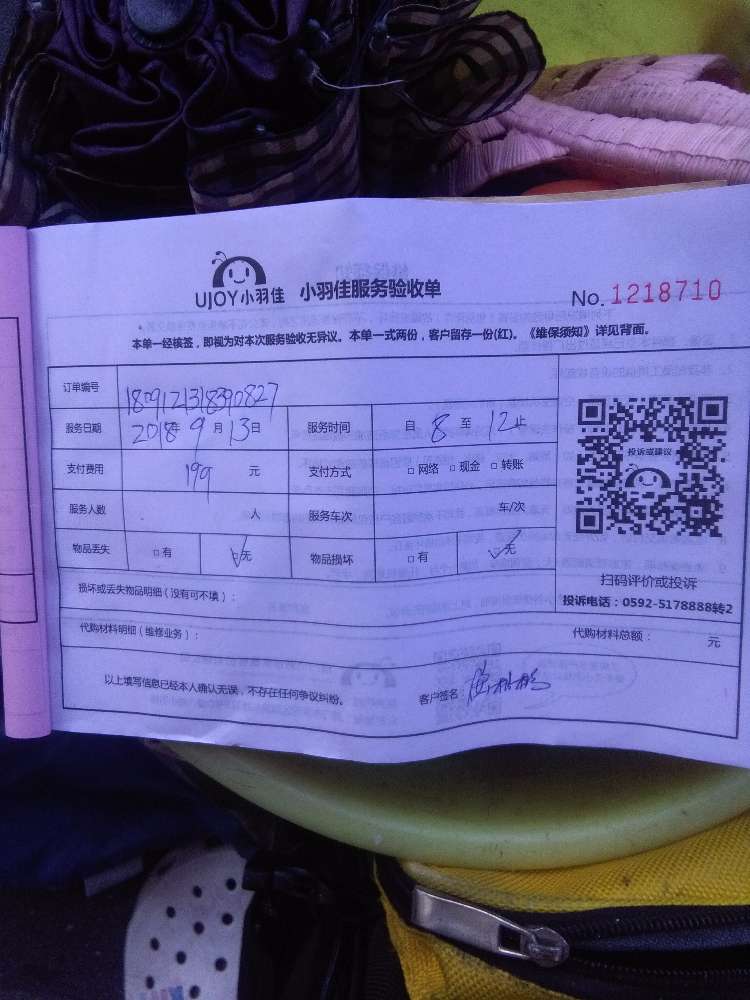 UJOY小羽佳 小羽佳服务验收单 No. 1218710
本单一经核签，即视为对本次服务验收无异议。本单一式两份，客户留存一份(红)。《维保须知》详见背面。
订单编号 1809121318390827
服务日期 2018年 9 月 13日 服务时间 自 8 至 12 止
支付费用 199 元 支付方式 □网络 □现金 □转账
服务人数 人 服务车次 车/次
物品丢失 □有 ☑无 物品损坏 □有 ☑无
投诉或建议
扫码评价或投诉
投诉电话：0592-5178888转2
损坏或丢失物品明细（没有可不填）：
代购材料明细（维修业务）： 代购材料总额： 元
以上填写信息已经本人确认无误，不存在任何争议纠纷。 客户签名